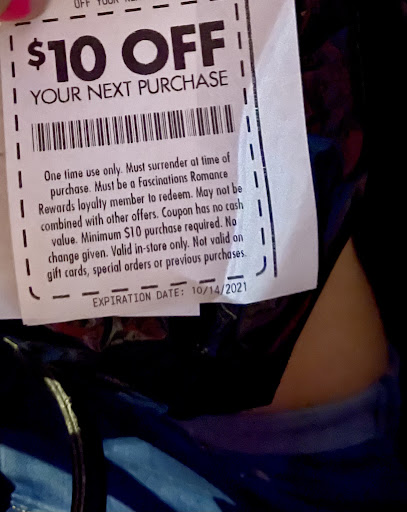 OFF YOUR
$10 OFF
YOUR NEXT PURCHASE
One time use only. Must surrender at time of
purchase. Must be a Fascinations Romance
Rewards loyalty member to redeem. May not be
combined with other offers. Coupon has no cash
value. Minimum $10 purchase required. No
change given. Valid in-store only. Not valid on
gift cards, special orders or previous purchases.
EXPIRATION DATE: 10/14/2021